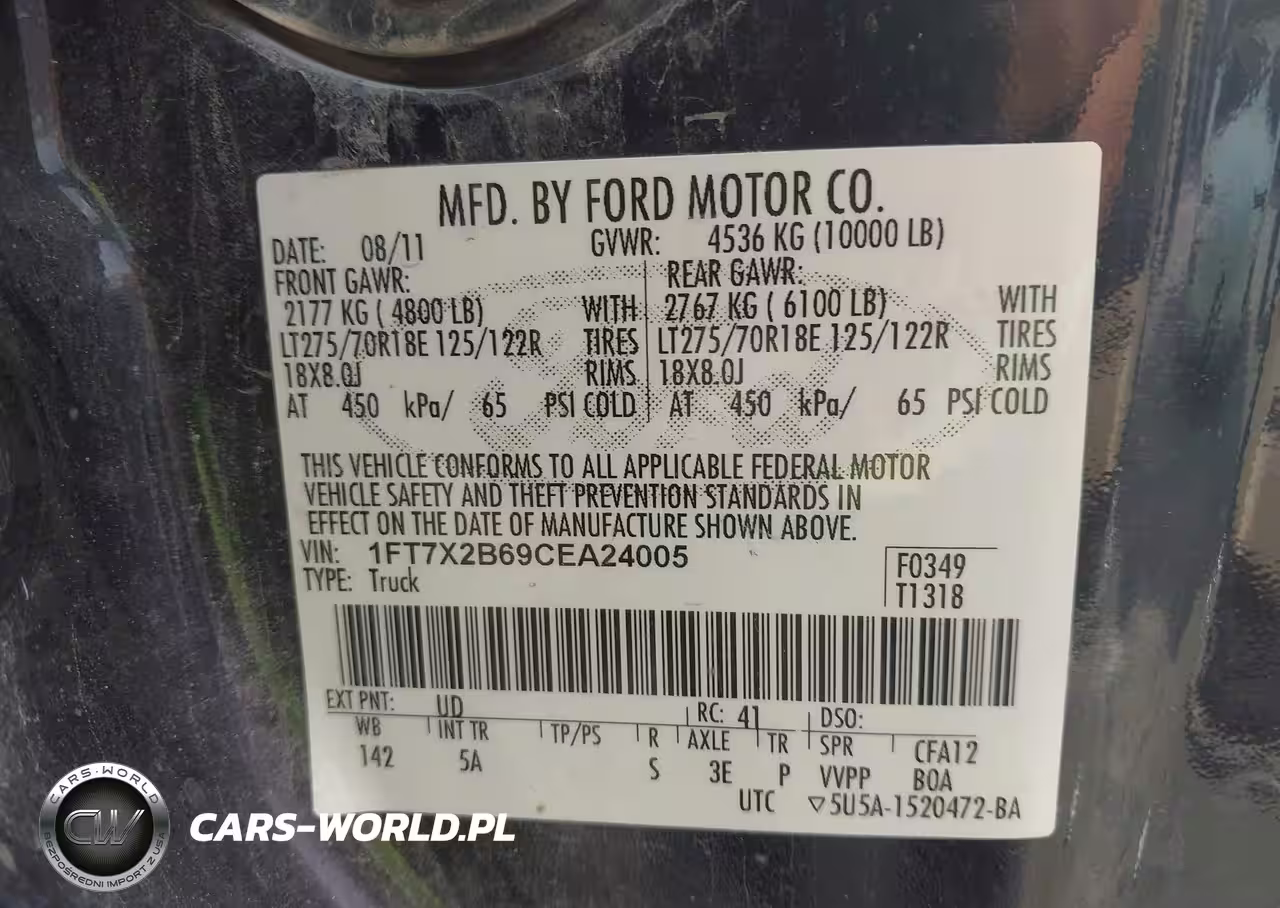 MFD. BY FORD MOTOR CO.
DATE: 08/11 GVWR: 4536 KG (10000 LB)
FRONT GAWR: REAR GAWR:
2177 KG ( 4800 LB) WITH 2767 KG ( 6100 LB) WITH
LT275/70R18E 125/122R TIRES LT275/70R18E 125/122R TIRES
18X8.0J RIMS 18X8.0J RIMS
AT 450 kPa/ 65 PSI COLD AT 450 kPa/ 65 PSI COLD
THIS VEHICLE CONFORMS TO ALL APPLICABLE FEDERAL MOTOR
VEHICLE SAFETY AND THEFT PREVENTION STANDARDS IN
EFFECT ON THE DATE OF MANUFACTURE SHOWN ABOVE.
VIN: 1FT7X2B69CEA24005 F0349
TYPE: Truck T1318
EXT PNT: UD RC: 41 DSO:
WB INT TR TP/PS R AXLE TR SPR CFA12
142 5A S 3E P VVPP BOA
UTC ▽5U5A-1520472-BA
CARS-WORLD
CW
BEZPOŚREDNI IMPORT Z USA
CARS-WORLD.PL